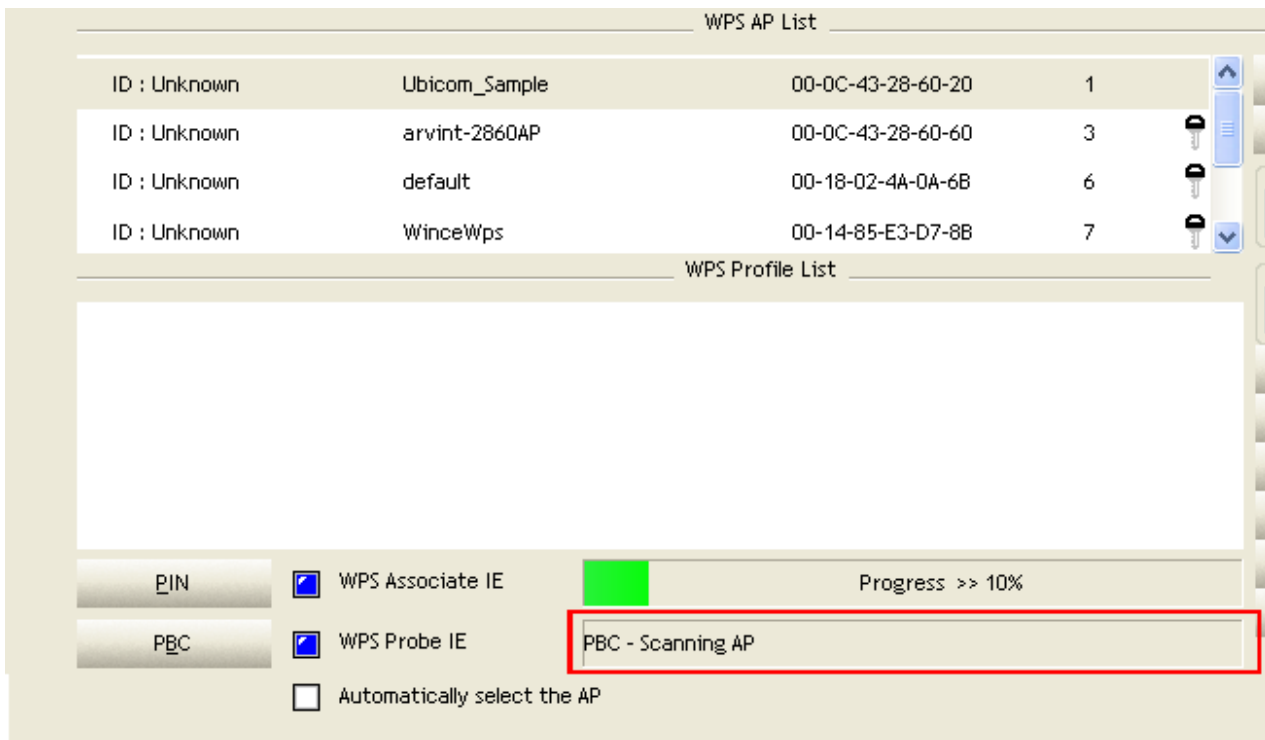 WPS AP List
ID : Unknown Ubicom_Sample 00-0C-43-28-60-20 1
ID : Unknown arvint-2860AP 00-0C-43-28-60-60 3
ID : Unknown default 00-18-02-4A-0A-6B 6
ID : Unknown WinceWps 00-14-85-E3-D7-8B 7
WPS Profile List
PIN WPS Associate IE Progress >> 10%
PBC WPS Probe IE PBC - Scanning AP
Automatically select the AP